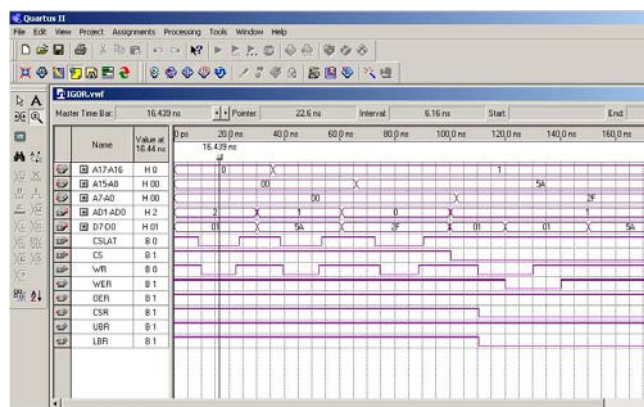 Quartus II
File Edit View Project Assignments Processing Tools Window Help
IGOR.vwf
Master Time Bar: 16.439 ns Pointer: 22.6 ns Interval: 6.16 ns Start: End:
Name Value at 16.44 ns
0 ps 20.0 ns 40.0 ns 60.0 ns 80.0 ns 100.0 ns 120.0 ns 140.0 ns 160.0 ns
16.439 ns
A17-A16 H 0 0 1
A15-A8 H 00 00 5A
A7-A0 H 00 00 2F
AD1-AD0 H 2 2 1 0 1
D7-D0 H 01 01 5A 2F 01 01 5A
CSLAT B 0
CS B 1
WR B 0
WER B 1
OER B 1
CSR B 1
UBR B 1
LBR B 1